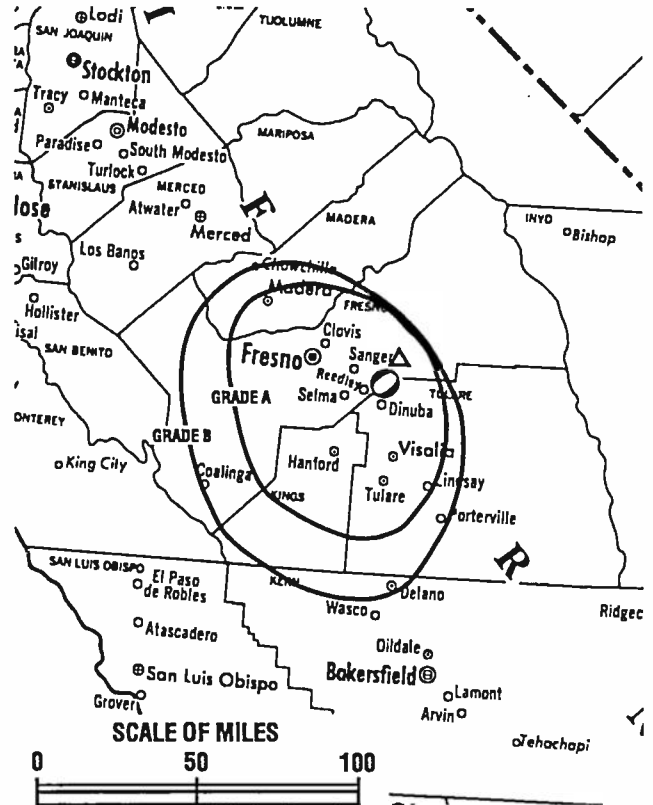 Lodi
TUOLUMNE
SAN JOAQUIN
Stockton
Tracy
Manteca
Modesto
MARIPOSA
Paradise
South Modesto
Turlock
STANISLAUS
MERCED
Atwater
F
MADERA
INYO
Merced
Bishop
Los Banos
Gilroy
Chowchilla
Madera
Hollister
FRESNO
Clovis
SAN BENITO
Fresno
Sanger
Reedley
GRADE A
Selma
TULARE
Dinuba
GRADE B
Visalia
King City
Hanford
Coalinga
Tulare
Lindsay
KINGS
Porterville
R
SAN LUIS OBISPO
El Paso
de Robles
KERN
Delano
Wasco
Ridgec
Atascadero
Oildale
San Luis Obispo
Bakersfield
Lamont
Grover
Arvin
SCALE OF MILES
Tehachapi
0 50 100